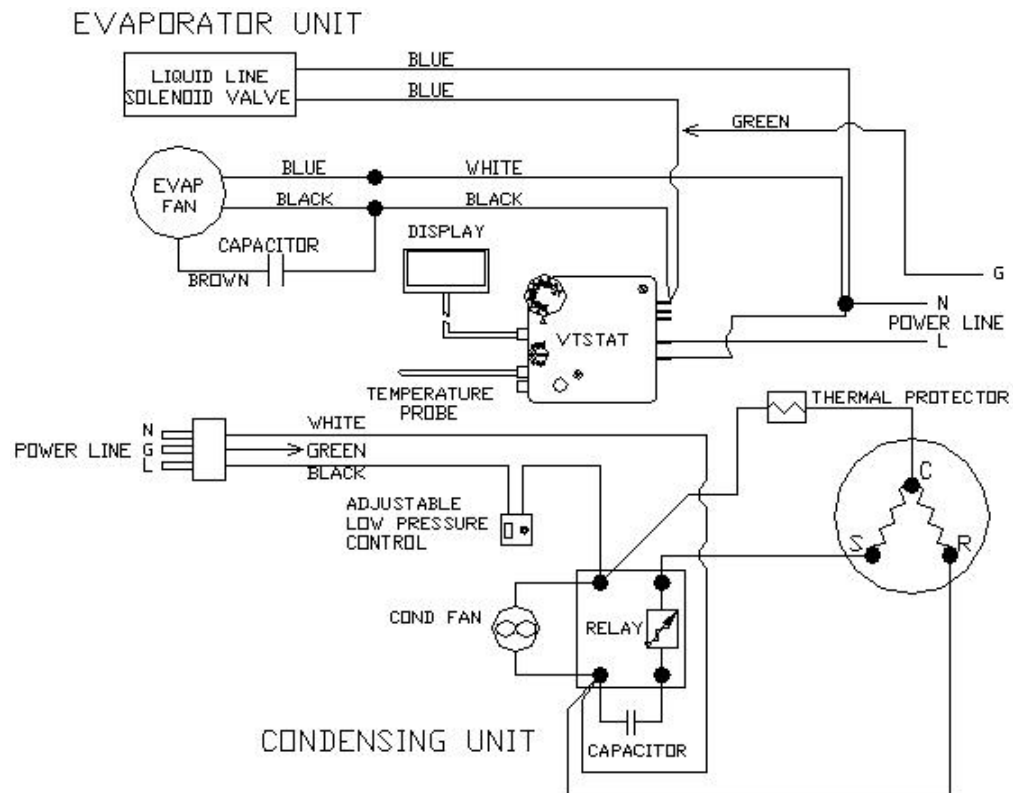 EVAPORATOR UNIT
LIQUID LINE
SOLENOID VALVE
BLUE
BLUE
GREEN
EVAP
FAN
BLUE
WHITE
BLACK
BLACK
CAPACITOR
BROWN
DISPLAY
G
N
POWER LINE
L
VTSTAT
TEMPERATURE
PROBE
THERMAL PROTECTOR
POWER LINE
N
G
L
WHITE
GREEN
BLACK
ADJUSTABLE
LOW PRESSURE
CONTROL
C
S
R
COND FAN
RELAY
CAPACITOR
CONDENSING UNIT